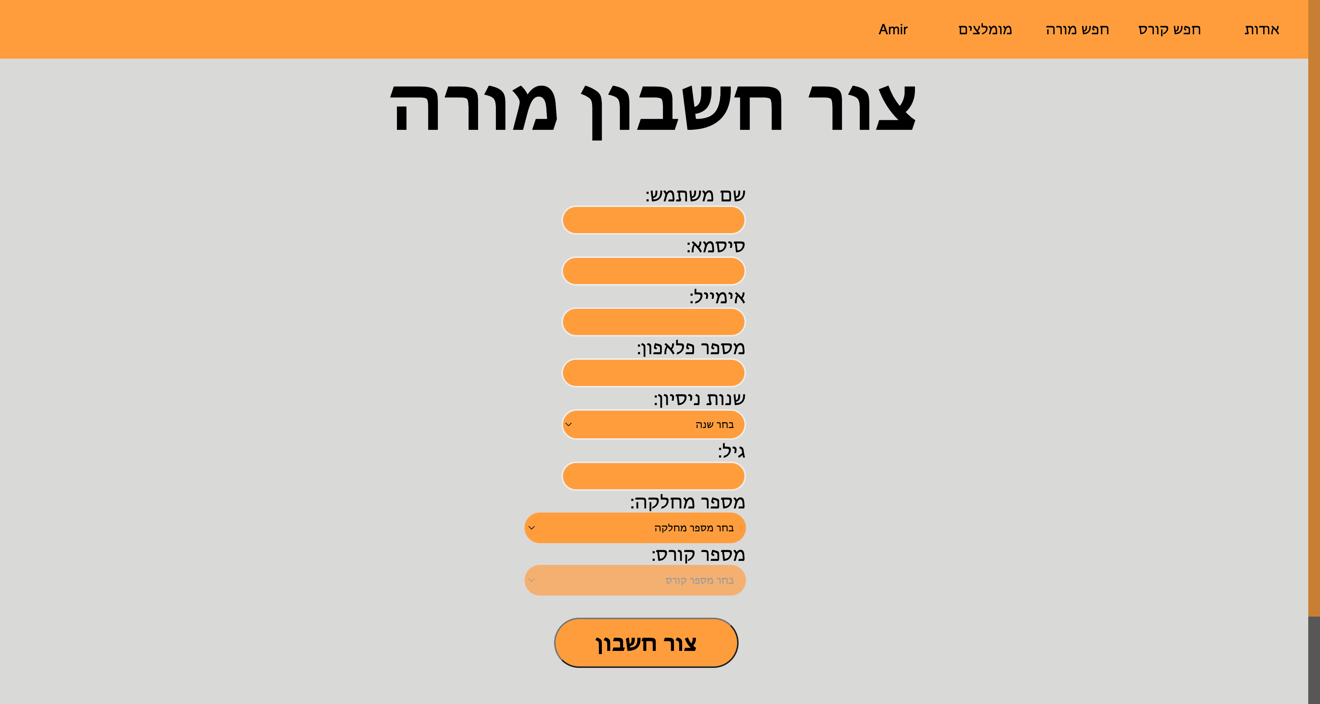 אודות
חפש קורס
חפש מורה
מומלצים
Amir
צור חשבון מורה
שם משתמש:
סיסמא:
אימייל:
מספר פלאפון:
שנות ניסיון:
בחר שנה
גיל:
מספר מחלקה:
בחר מספר מחלקה
מספר קורס:
בחר מספר קורס
צור חשבון